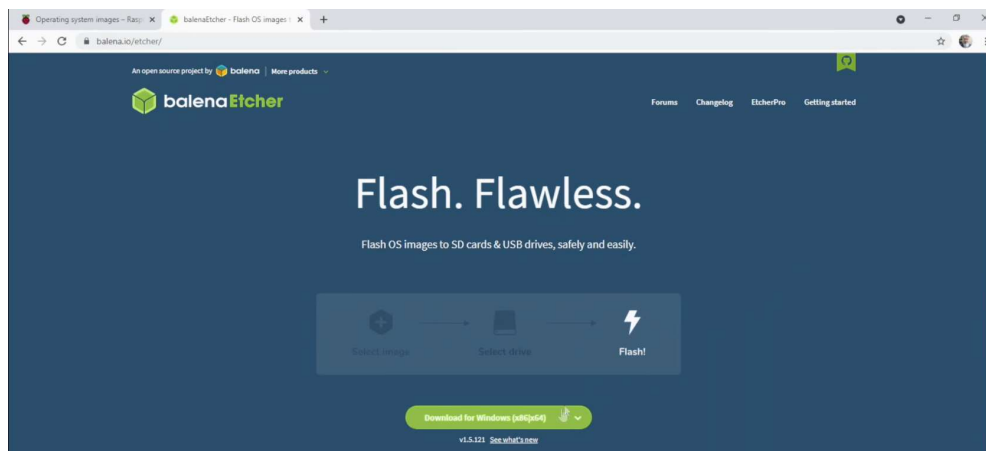 Operating system images – Rasp
balenaEtcher - Flash OS images t
balena.io/etcher/
An open source project by balena | More products
balenaEtcher
Forums Changelog EtcherPro Getting started
Flash. Flawless.
Flash OS images to SD cards & USB drives, safely and easily.
Select image Select drive Flash!
Download for Windows (x86|x64)
v1.5.121 See what's new